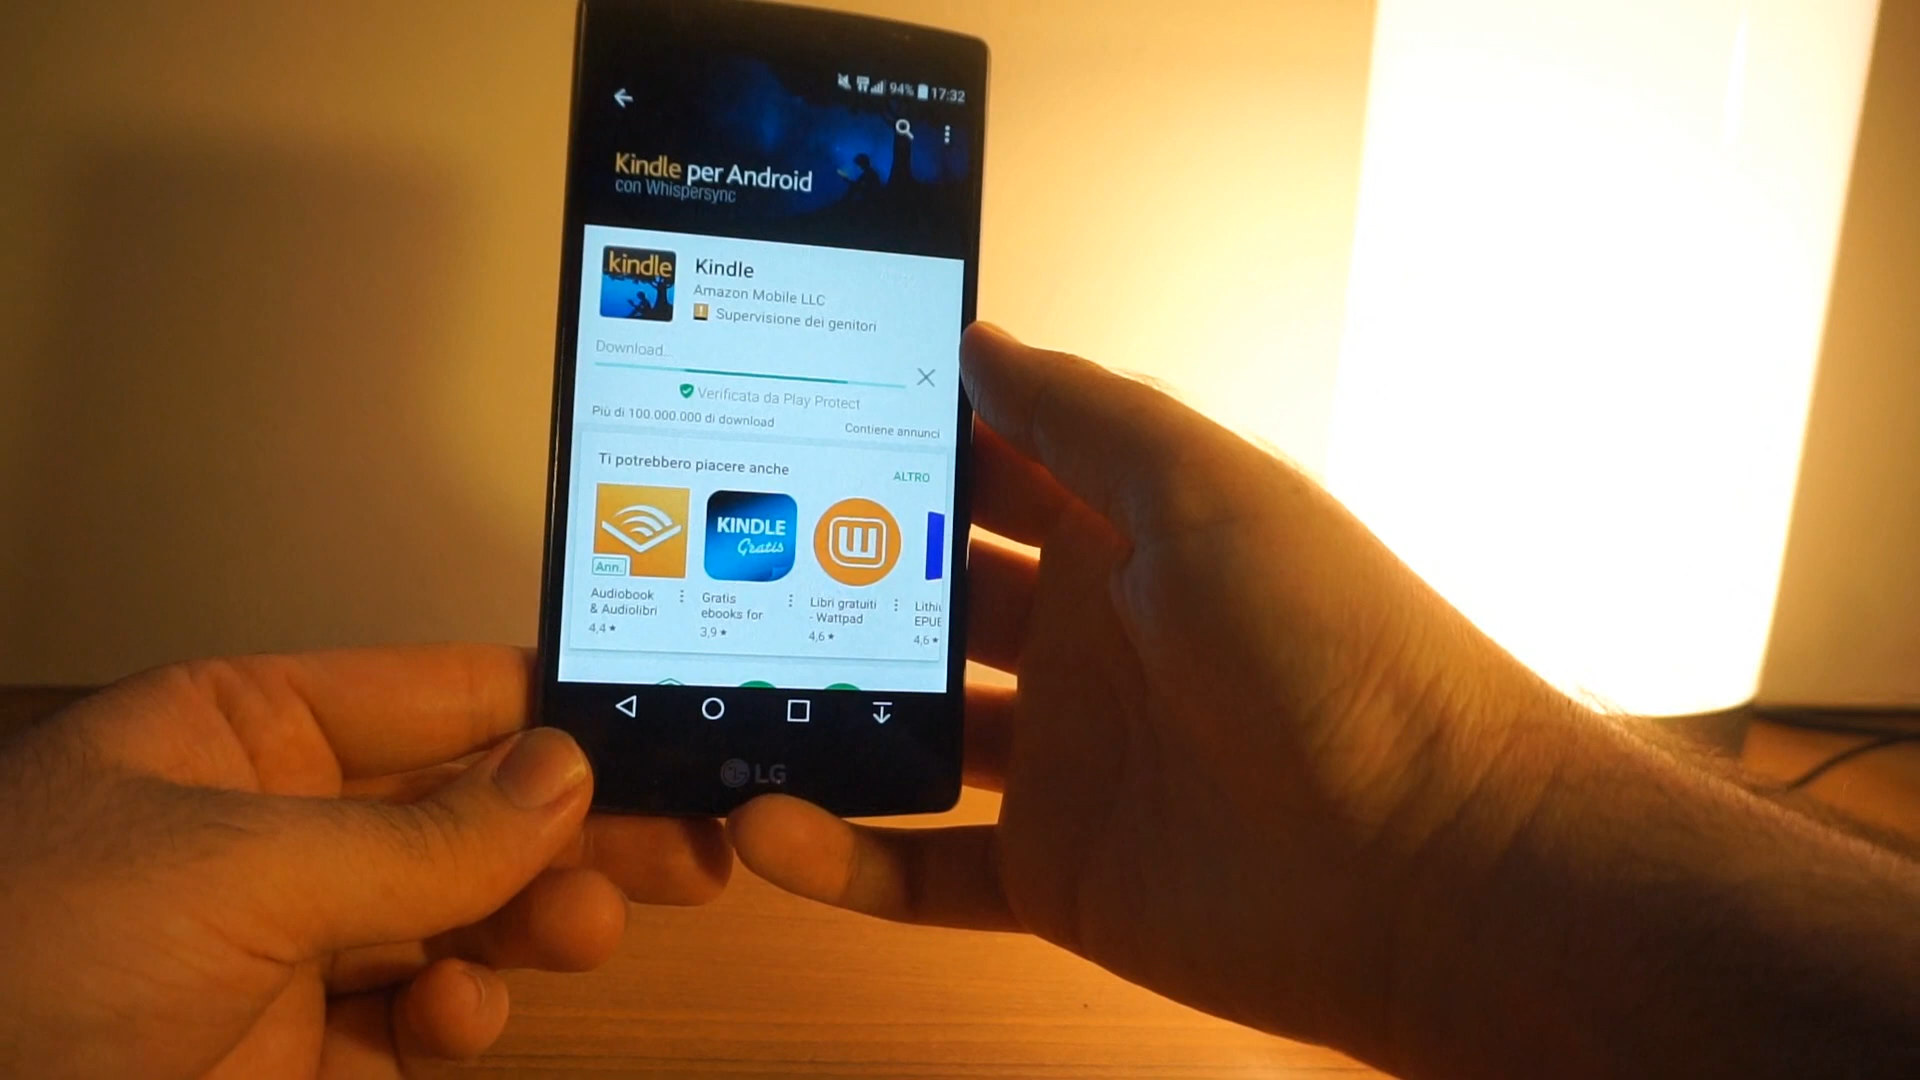 94% 17:32
Kindle per Android
con Whispersync
kindle
Kindle
Amazon Mobile LLC
Supervisione dei genitori
Download...
Verificata da Play Protect
Più di 100.000.000 di download
Contiene annunci
Ti potrebbero piacere anche
ALTRO
Ann.
KINDLE
Gratis
W
Audiobook
& Audiolibri
4,4 ★
Gratis
ebooks for
3,9 ★
Libri gratuiti
- Wattpad
4,6 ★
Lithiu
EPUB
4,6 ★
LG